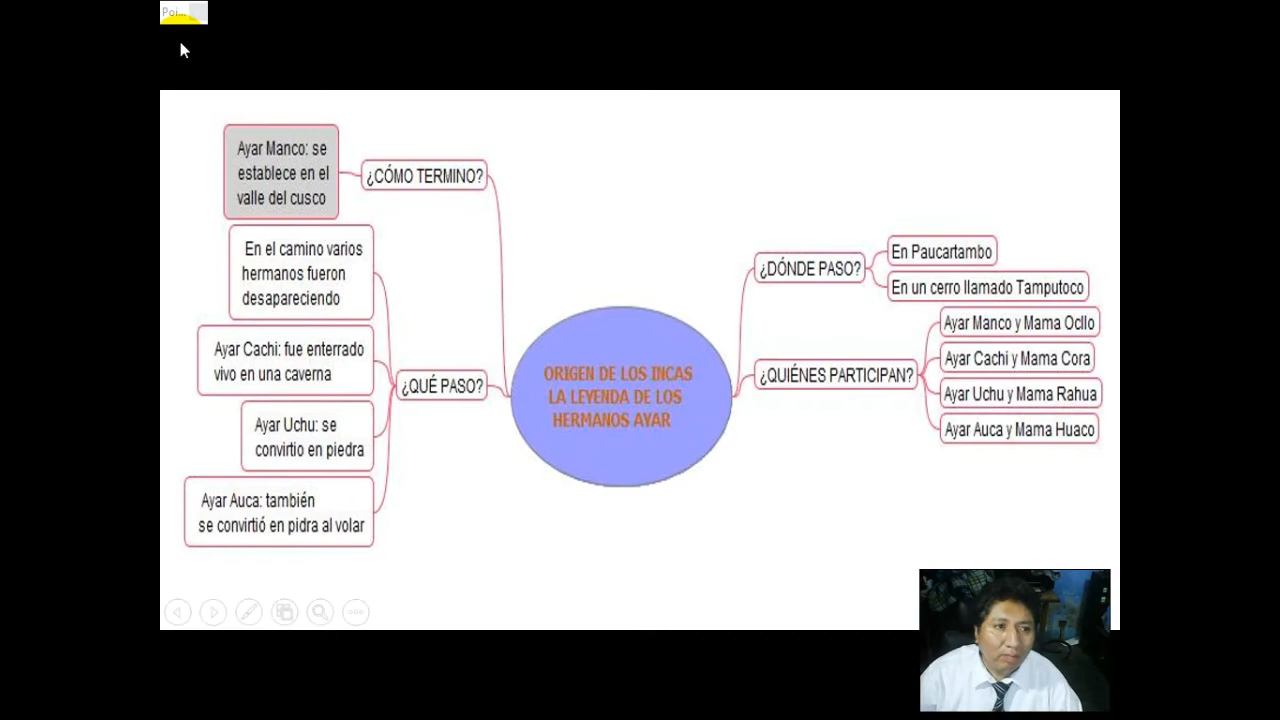 Poi...
Ayar Manco: se
establece en el
valle del cusco
¿CÓMO TERMINO?
En el camino varios
hermanos fueron
desapareciendo
Ayar Cachi: fue enterrado
vivo en una caverna
¿QUÉ PASO?
Ayar Uchu: se
convirtio en piedra
Ayar Auca: también
se convirtió en pidra al volar
ORIGEN DE LOS INCAS
LA LEYENDA DE LOS
HERMANOS AYAR
¿DÓNDE PASO?
En Paucartambo
En un cerro llamado Tamputoco
¿QUIÉNES PARTICIPAN?
Ayar Manco y Mama Ocllo
Ayar Cachi y Mama Cora
Ayar Uchu y Mama Rahua
Ayar Auca y Mama Huaco